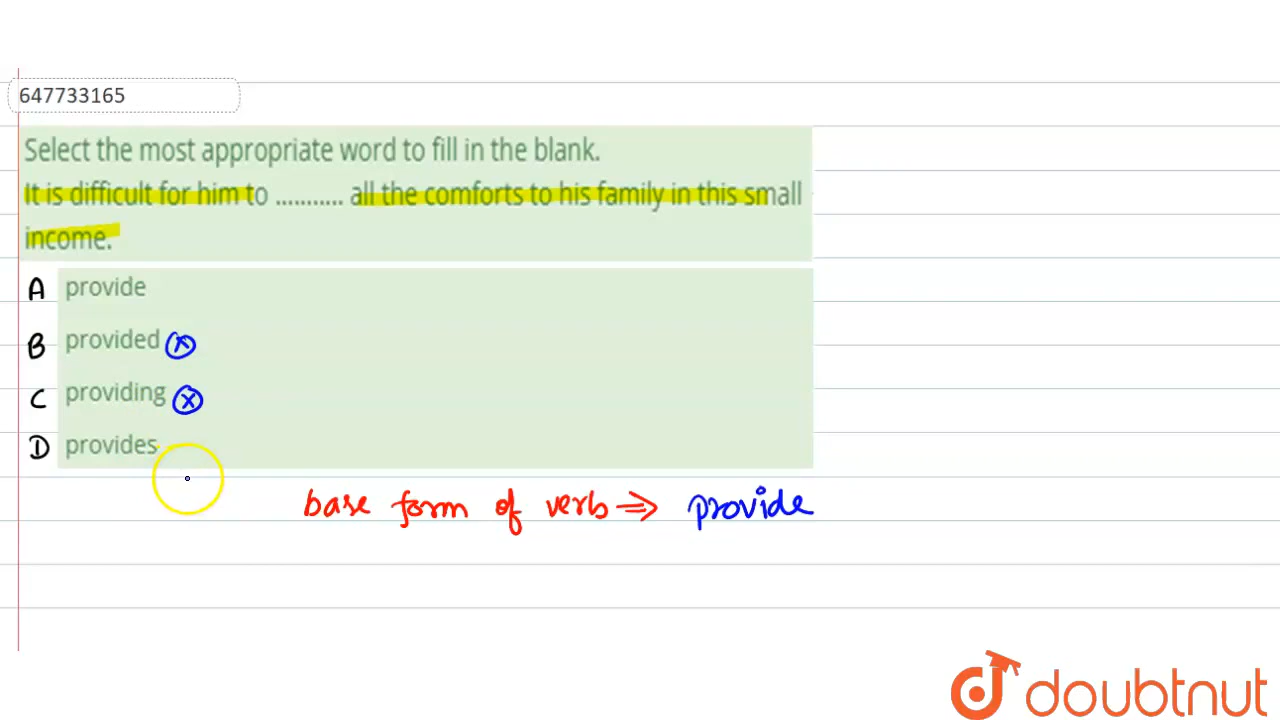 647733165
Select the most appropriate word to fill in the blank.
It is difficult for him to ........... all the comforts to his family in this small
income.
A provide
B provided x
C providing x
D provides
base form of verb ⇒ provide
doubtnut